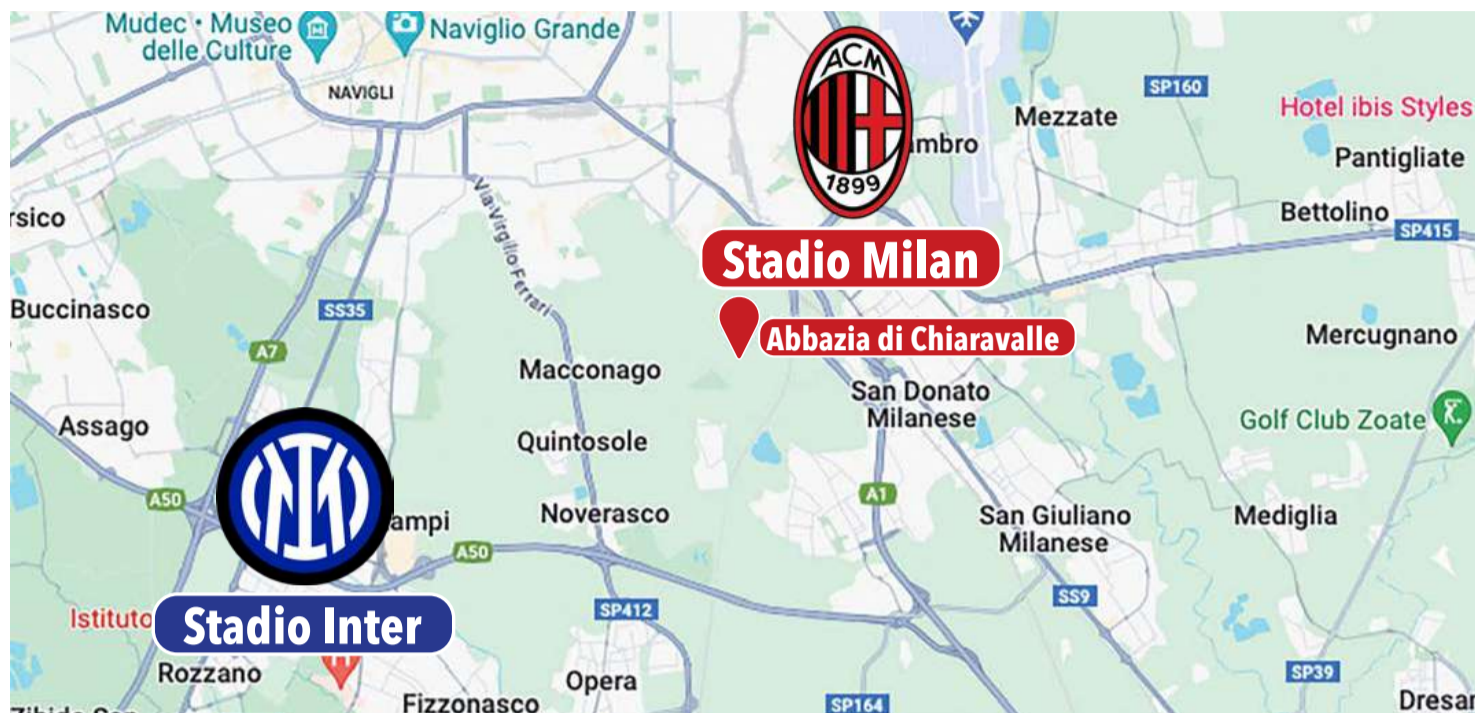 Mudec • Museo
delle Culture
Naviglio Grande
NAVIGLI
ACM
1899
SP160
Mezzate
Hotel ibis Styles
Pantigliate
Bettolino
SP415
Via Virgilio Ferrari
Stadio Milan
Abbazia di Chiaravalle
Buccinasco
SS35
A7
Macconago
Mercugnano
San Donato
Milanese
Assago
Golf Club Zoate
Quintosole
A50
Noverasco
A1
San Giuliano
Milanese
Mediglia
A50
SS9
SP412
Istituto
Stadio Inter
Rozzano
Opera
SP39
Fizzonasco
SP164